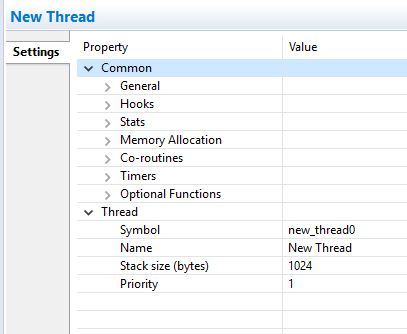 New Thread
Settings
Property Value
Common
General
Hooks
Stats
Memory Allocation
Co-routines
Timers
Optional Functions
Thread
Symbol new_thread0
Name New Thread
Stack size (bytes) 1024
Priority 1